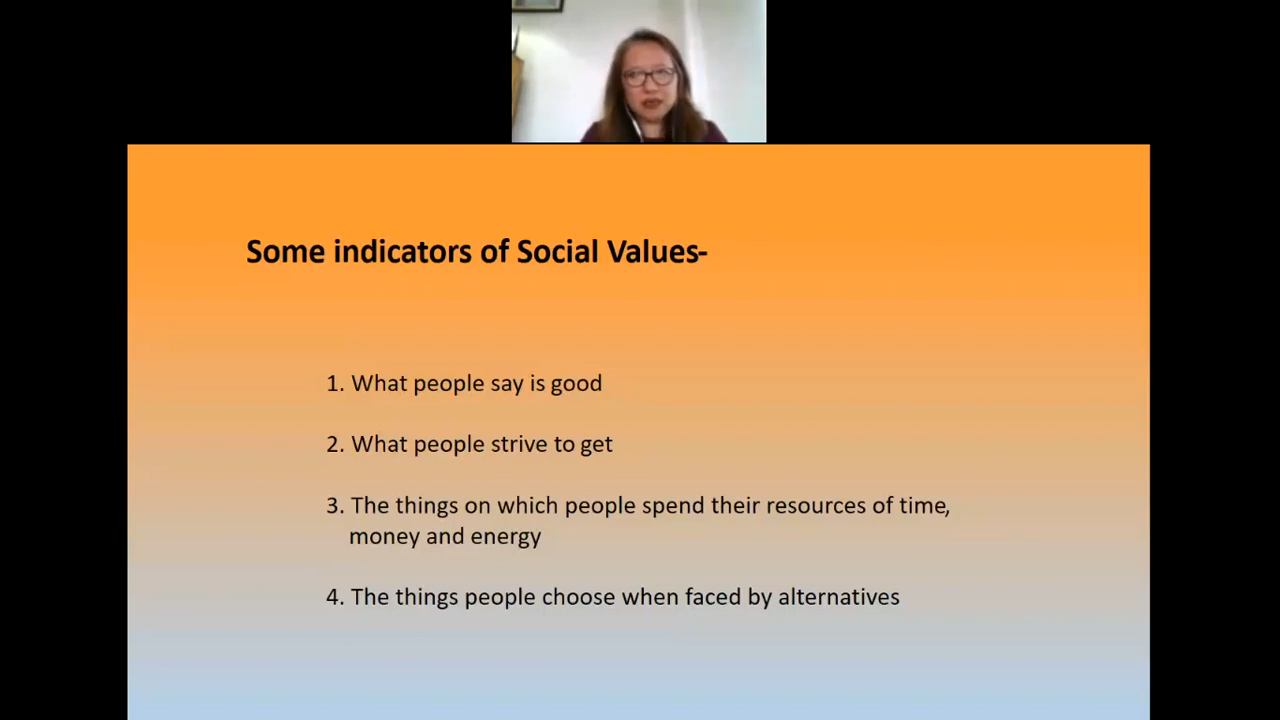 Some indicators of Social Values-
1. What people say is good
2. What people strive to get
3. The things on which people spend their resources of time,
money and energy
4. The things people choose when faced by alternatives